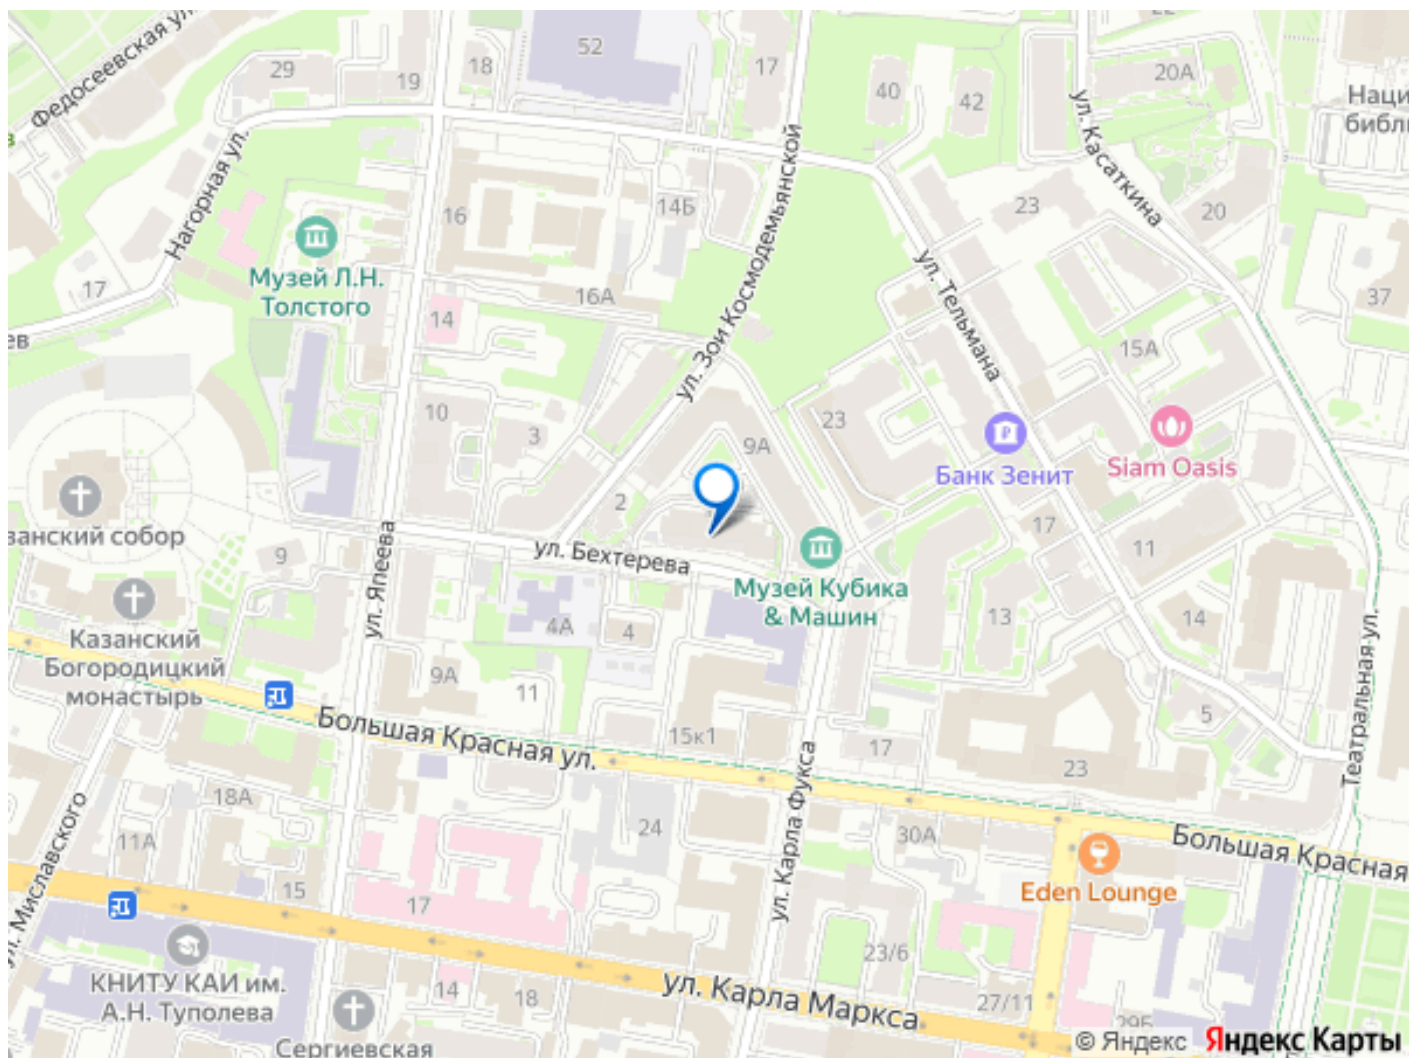 Федосеевская ул.
29
19
18
52
17
40
42
20А
22
ул. Касаткина
Наци
библ
Нагорная ул.
16
14Б
23
20
Музей Л.Н.
Толстого
17
16А
ул. Зои Космодемьянской
ул. Тельмана
37
14
15А
ев
10
3
9А
23
Банк Зенит
Siam Oasis
2
17
11
занский собор
9
ул. Япеева
ул. Бехтерева
Музей Кубика
& Машин
Казанский
Богородицкий
монастырь
4А
4
13
14
Театральная ул.
9А
11
5
Большая Красная ул.
15к1
17
23
ул. Карла Фукса
18А
ул. Миславского
11А
24
30А
Большая Красная
15
17
Eden Lounge
КНИТУ КАИ им.
А.Н. Туполева
23/6
14
18
ул. Карла Маркса
27/11
29Б
Сергиевская
© Яндекс Яндекс Карты